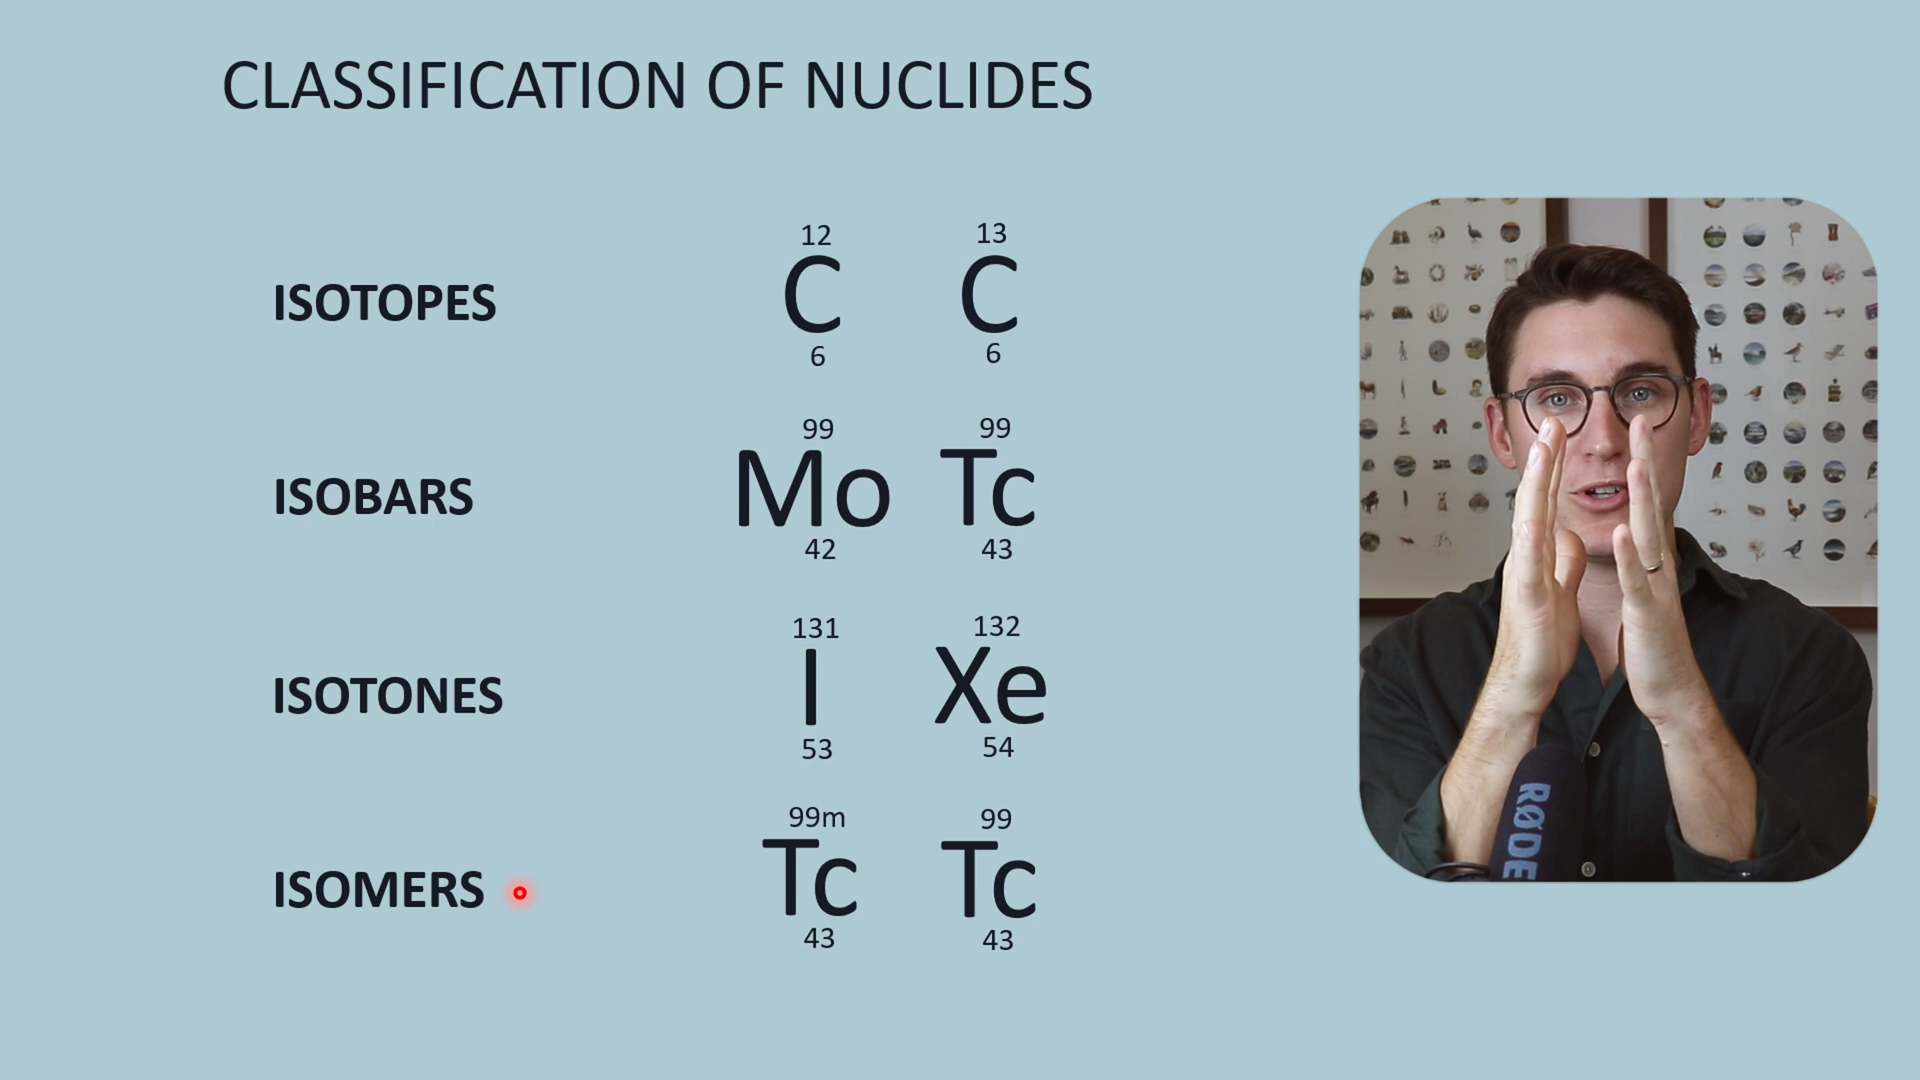 CLASSIFICATION OF NUCLIDES
12 13
ISOTOPES C C
6 6
99 99
ISOBARS Mo Tc
42 43
131 132
ISOTONES I Xe
53 54
99m 99
ISOMERS Tc Tc
43 43
RØDE